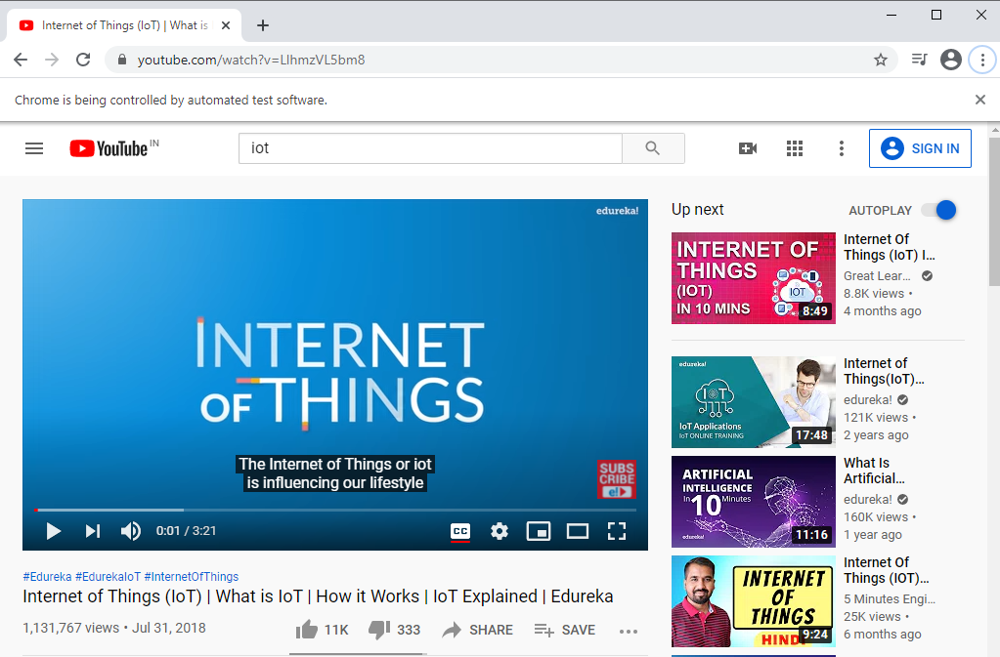 Internet of Things (IoT) | What is
youtube.com/watch?v=LlhmzVL5bm8
Chrome is being controlled by automated test software.
YouTube IN
iot
SIGN IN
edureka!
INTERNET
OF THINGS
The Internet of Things or iot
is influencing our lifestyle
SUBS
CRIBE
e!
0:01 / 3:21
CC
#Edureka #EdurekaIoT #InternetOfThings
Internet of Things (IoT) | What is IoT | How it Works | IoT Explained | Edureka
1,131,767 views • Jul 31, 2018
11K
333
SHARE
SAVE
Up next
AUTOPLAY
INTERNET OF
THINGS
(IOT)
IN 10 MINS
IOT
8:49
Internet Of
Things (IoT) I...
Great Lear...
8.8K views •
4 months ago
edureka!
IoT
IoT Applications
IoT ONLINE TRAINING
17:48
Internet of
Things(IoT)...
edureka!
121K views •
2 years ago
ARTIFICIAL
INTELLIGENCE
In 10 Minutes
edureka!
11:16
What Is
Artificial...
edureka!
160K views •
1 year ago
INTERNET
OF
THINGS
HINDI
9:24
Internet Of
Things (IOT)...
5 Minutes Engi...
25K views •
6 months ago